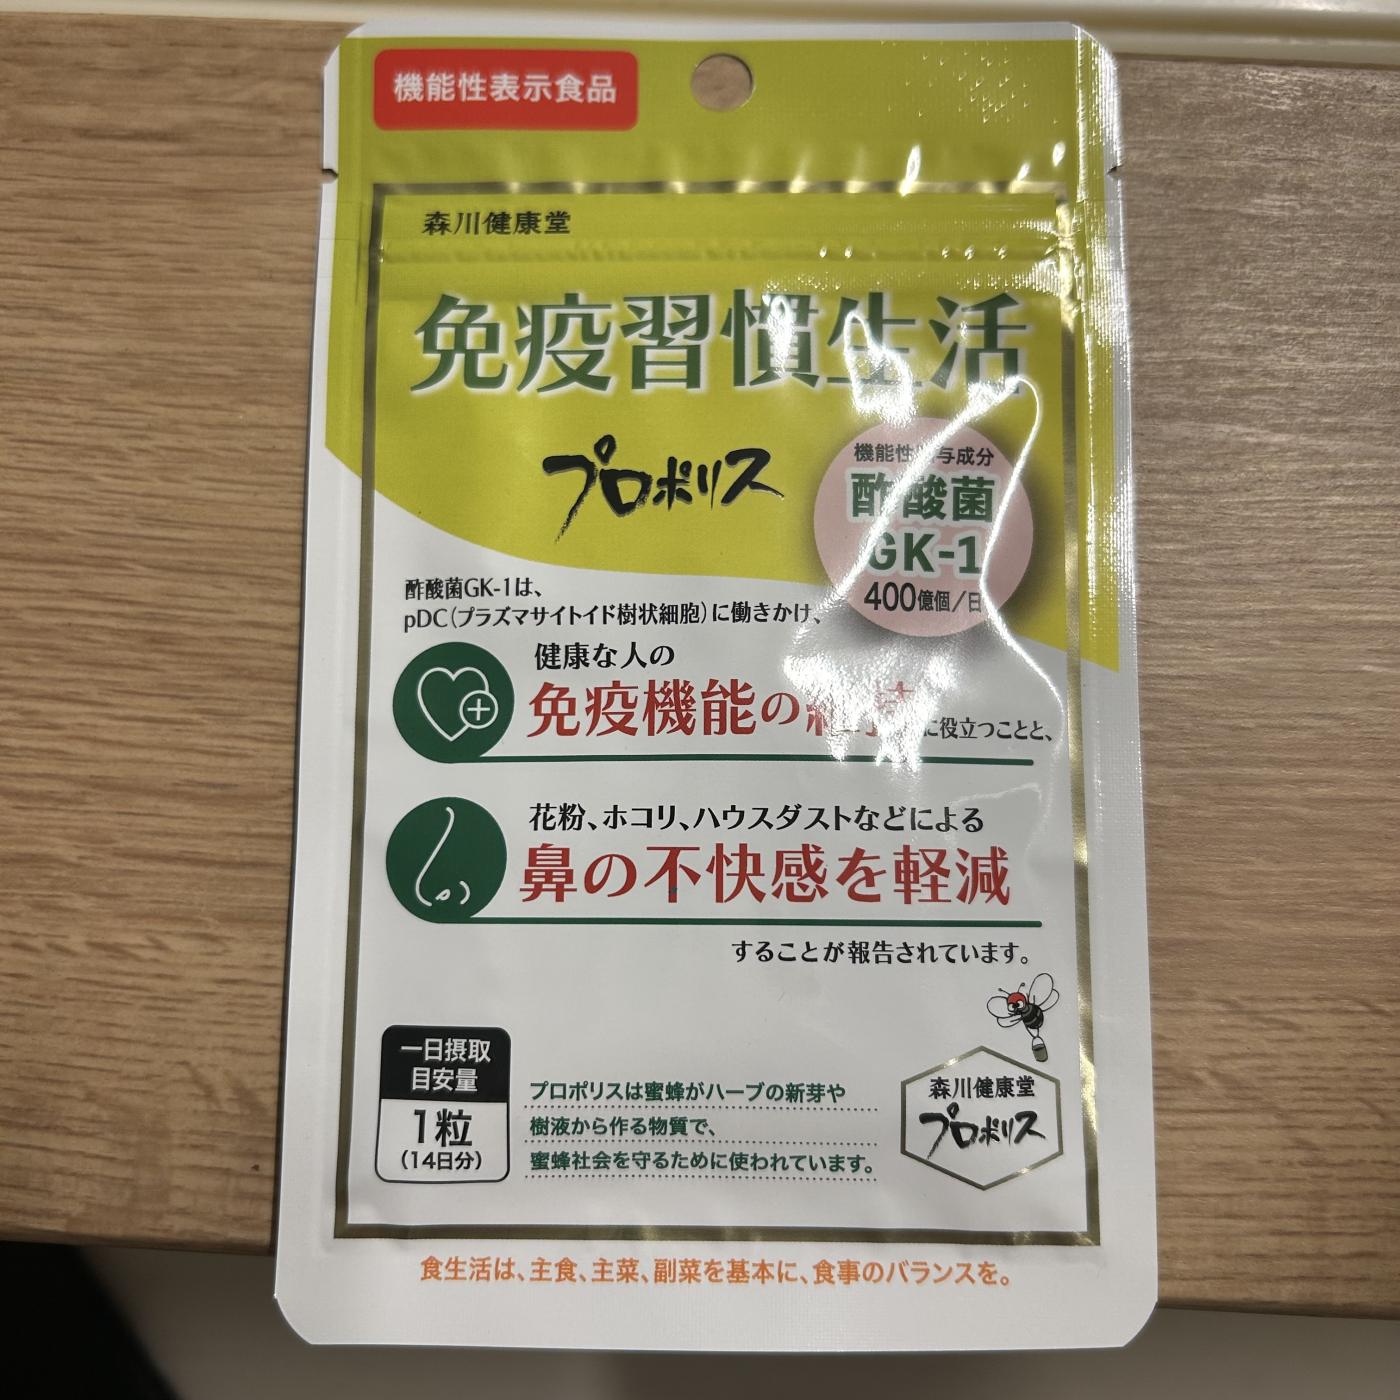 機能性表示食品
森川健康堂
免疫習慣生活
プロポリス
機能性関与成分
酢酸菌
GK-1
400億個/日
酢酸菌GK-1は、
pDC(プラズマサイトイド樹状細胞)に働きかけ、
健康な人の
免疫機能の に役立つことと、
花粉、ホコリ、ハウスダストなどによる
鼻の不快感を軽減
することが報告されています。
一日摂取
目安量
1粒
(14日分)
プロポリスは蜜蜂がハーブの新芽や
樹液から作る物質で、
蜜蜂社会を守るために使われています。
森川健康堂
プロポリス
食生活は、主食、主菜、副菜を基本に、食事のバランスを。